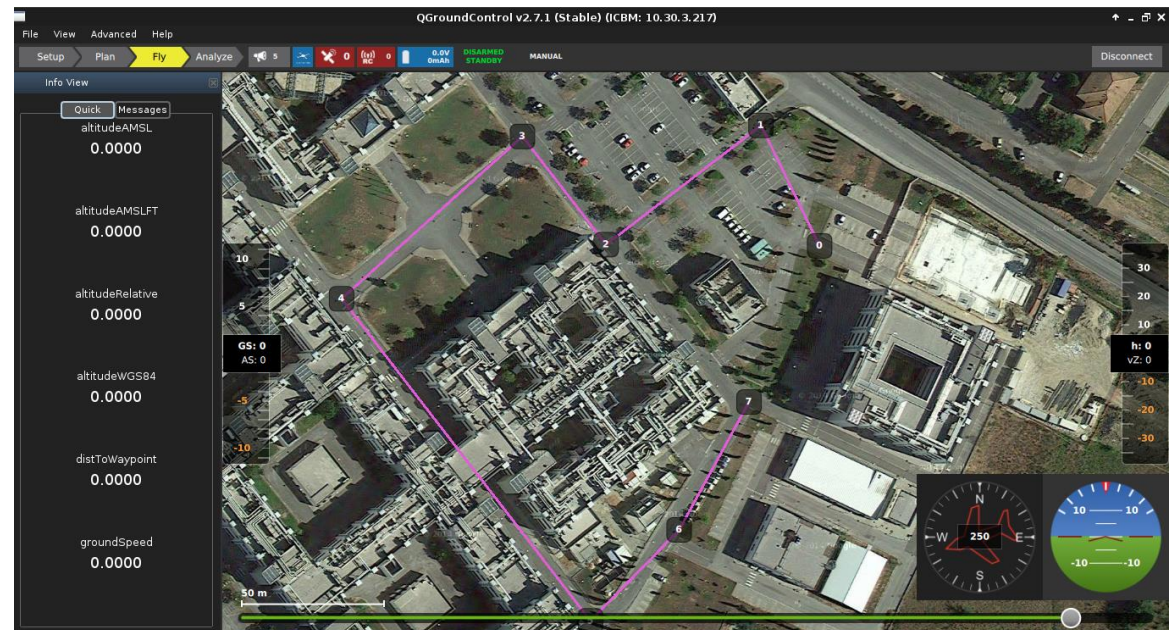 QGroundControl v2.7.1 (Stable) (ICBM: 10.30.3.217)
File View Advanced Help
Setup Plan Fly Analyze 5 0 RC 0 0.0V 0mAh DISARMED STANDBY MANUAL Disconnect
Info View
Quick Messages
altitudeAMSL
0.0000
altitudeAMSLFT
0.0000
altitudeRelative
0.0000
altitudeWGS84
0.0000
distToWaypoint
0.0000
groundSpeed
0.0000
10
5
GS: 0
AS: 0
-5
-10
1
3
2
0
4
7
6
30
20
10
h: 0
vZ: 0
-10
-20
-30
50 m
N
W 250 E
S
10 10
-10 -10